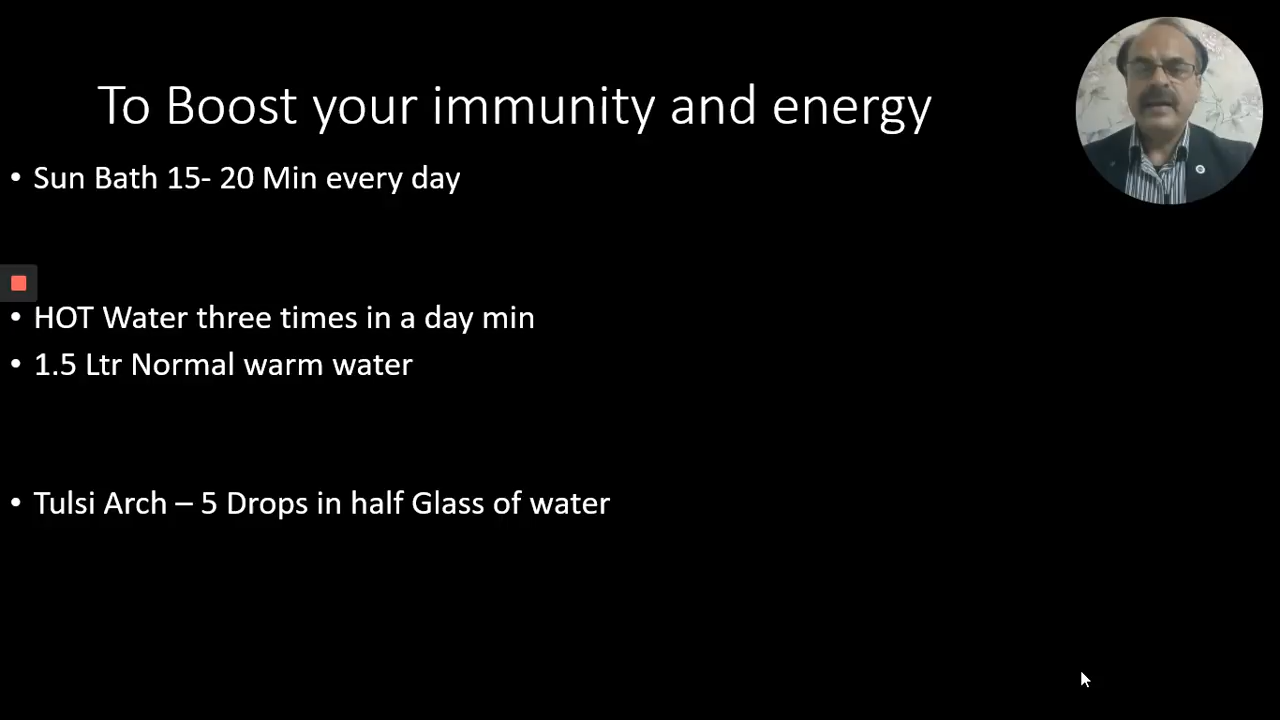 To Boost your immunity and energy
• Sun Bath 15- 20 Min every day
• HOT Water three times in a day min
• 1.5 Ltr Normal warm water
• Tulsi Arch – 5 Drops in half Glass of water